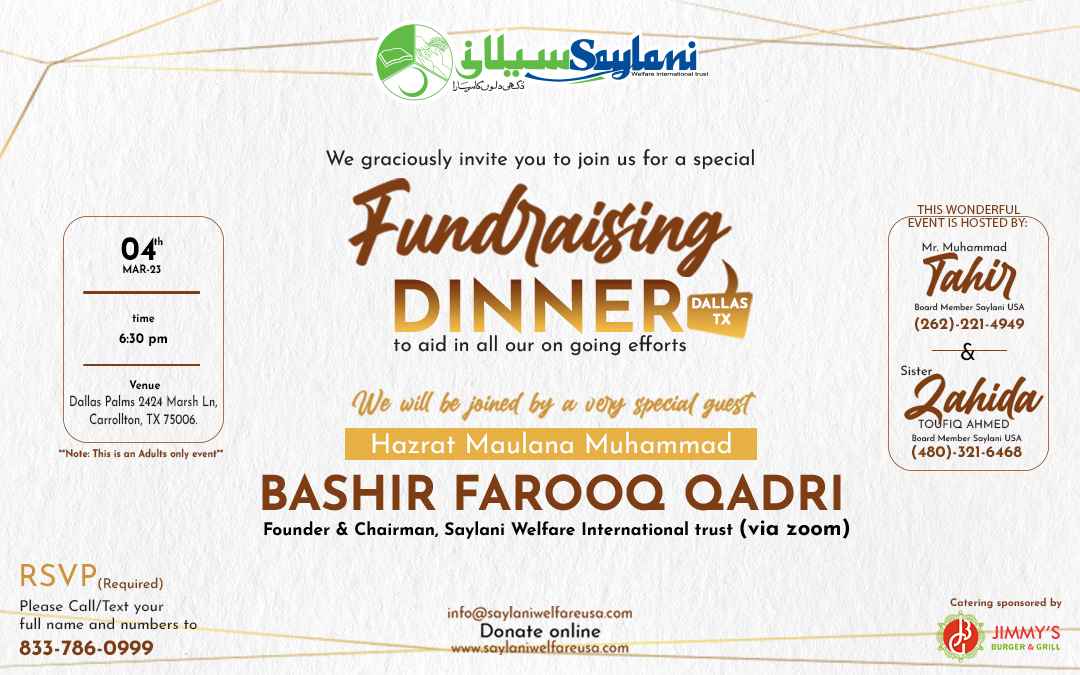 سیلانی Saylani
Welfare International trust
We graciously invite you to join us for a special
Fundraising
DINNER
DALLAS
TX
to aid in all our on going efforts
04th
MAR-23
time
6:30 pm
Venue
Dallas Palms 2424 Marsh Ln,
Carrollton, TX 75006.
**Note: This is an Adults only event**
THIS WONDERFUL
EVENT IS HOSTED BY:
Mr. Muhammad
Tahir
Board Member Saylani USA
(262)-221-4949
&
Sister
Zahida
TOUFIQ AHMED
Board Member Saylani USA
(480)-321-6468
We will be joined by a very special guest
Hazrat Maulana Muhammad
BASHIR FAROOQ QADRI
Founder & Chairman, Saylani Welfare International trust (via zoom)
RSVP(Required)
Please Call/Text your
full name and numbers to
833-786-0999
info@saylaniwelfareusa.com
Donate online
www.saylaniwelfareusa.com
Catering sponsored by
JIMMY'S
BURGER & GRILL